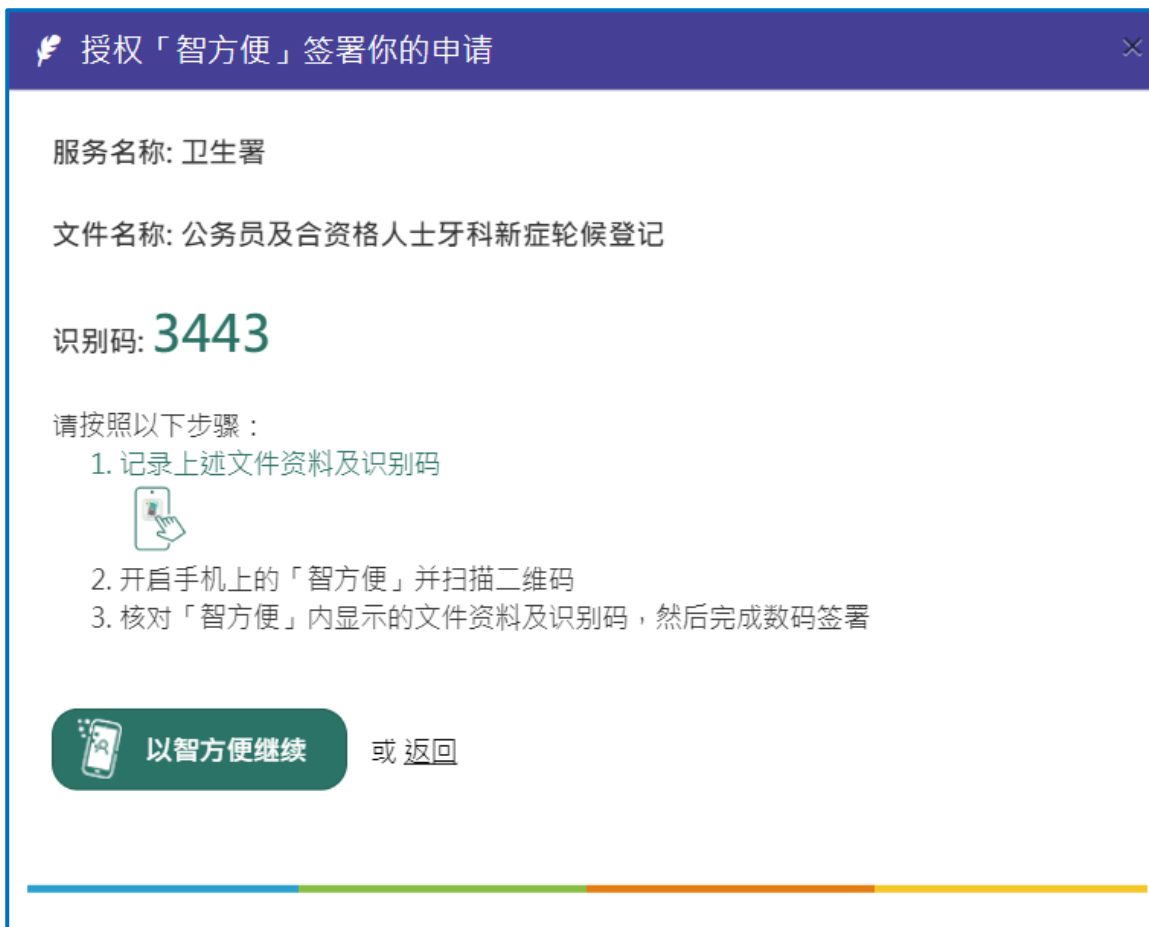 授权「智方便」签署你的申请
服务名称: 卫生署
文件名称: 公务员及合资格人士牙科新症轮候登记
识别码: 3443
请按照以下步骤：
1. 记录上述文件资料及识别码
2. 开启手机上的「智方便」并扫描二维码
3. 核对「智方便」内显示的文件资料及识别码，然后完成数码签署
以智方便继续 或 返回